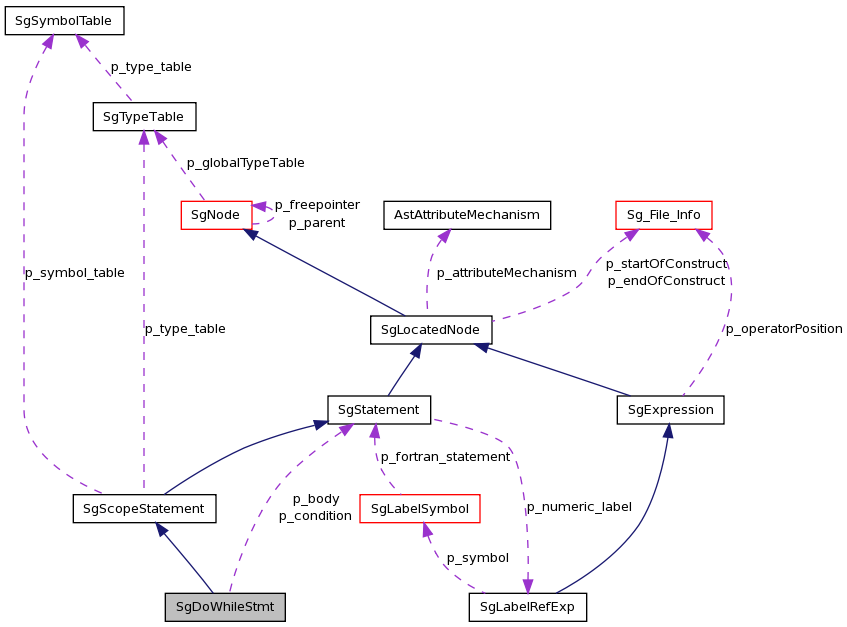 SgSymbolTable
p_type_table
SgTypeTable
p_globalTypeTable
SgNode
p_freepointer
p_parent
AstAttributeMechanism
Sg_File_Info
p_symbol_table
p_attributeMechanism
p_startOfConstruct
p_endOfConstruct
p_type_table
SgLocatedNode
p_operatorPosition
SgStatement
SgExpression
p_fortran_statement
p_body
p_condition
p_numeric_label
SgScopeStatement
SgLabelSymbol
p_symbol
SgDoWhileStmt
SgLabelRefExp